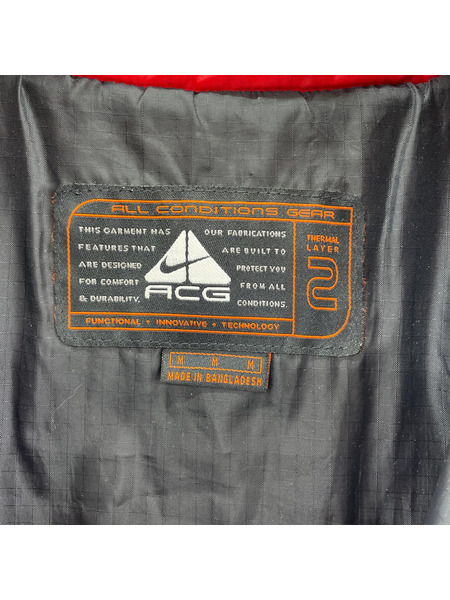 ALL CONDITIONS GEAR
THIS GARMENT HAS
FEATURES THAT
ARE DESIGNED
FOR COMFORT
& DURABILITY.
ACG
OUR FABRICATIONS
ARE BUILT TO
PROTECT YOU
FROM ALL
CONDITIONS.
THERMAL
LAYER
2
FUNCTIONAL + INNOVATIVE + TECHNOLOGY
M M M
MADE IN BANGLADESH